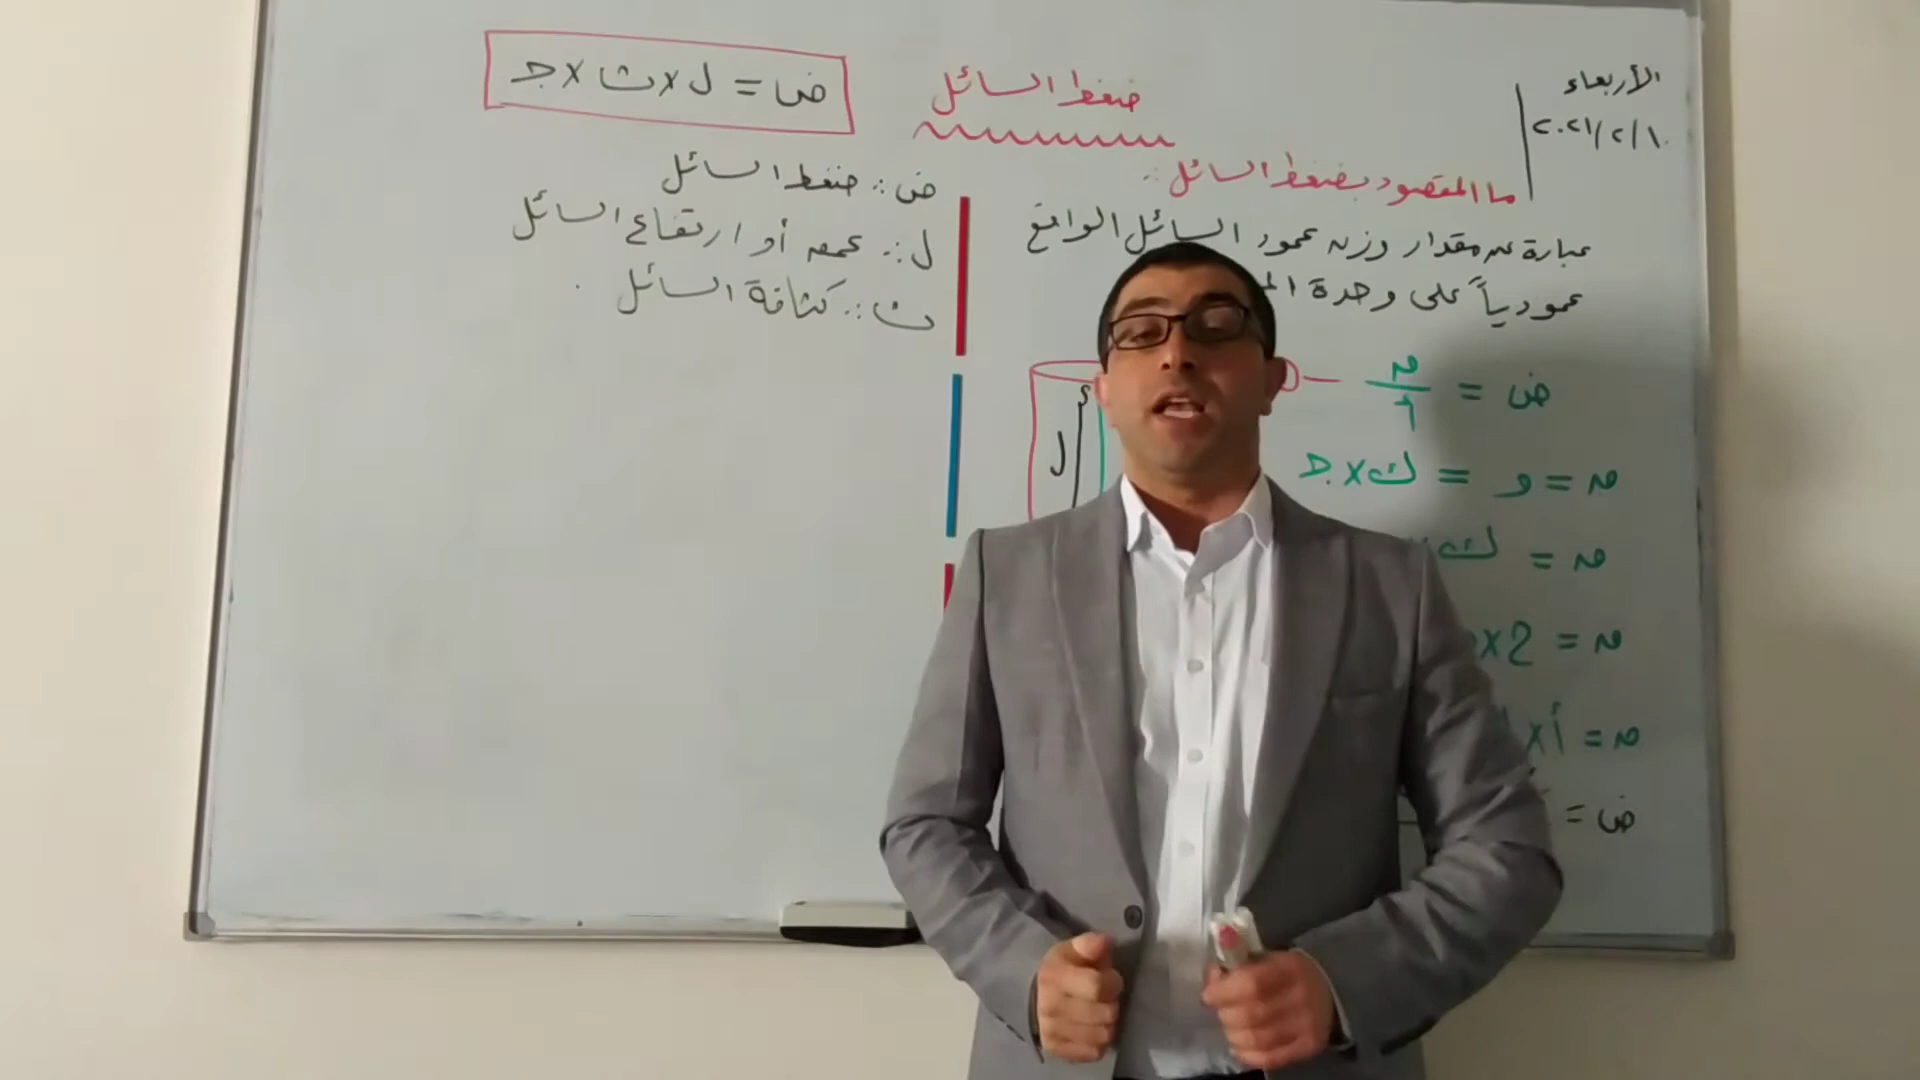 الأربعاء
٢٠٢١/٢/١٠
ضغط السائل
ض = ل × ث × جـ
ما المقصود بضغط السائل :
عبارة عن مقدار وزن عمود السائل الواقع
عمودياً على وحدة
ض = ق / أ
ق = و = ك × جـ
ق = ك
ق = ح ×
ق = أ ×
ض =
ل
ض : ضغط السائل
ل : عمق أو ارتفاع السائل
ث : كثافة السائل .